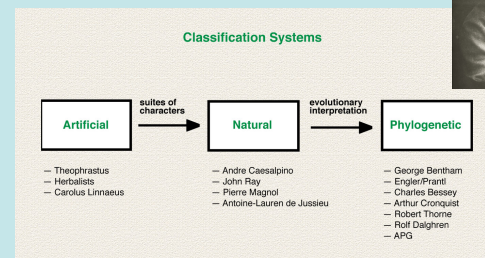 Classification Systems
suites of
characters
evolutionary
interpretation
Artificial
Natural
Phylogenetic
— Theophrastus
— Herbalists
— Carolus Linnaeus
— Andre Caesalpino
— John Ray
— Pierre Magnol
— Antoine-Lauren de Jussieu
— George Bentham
— Engler/Prantl
— Charles Bessey
— Arthur Cronquist
— Robert Thorne
— Rolf Dalghren
— APG